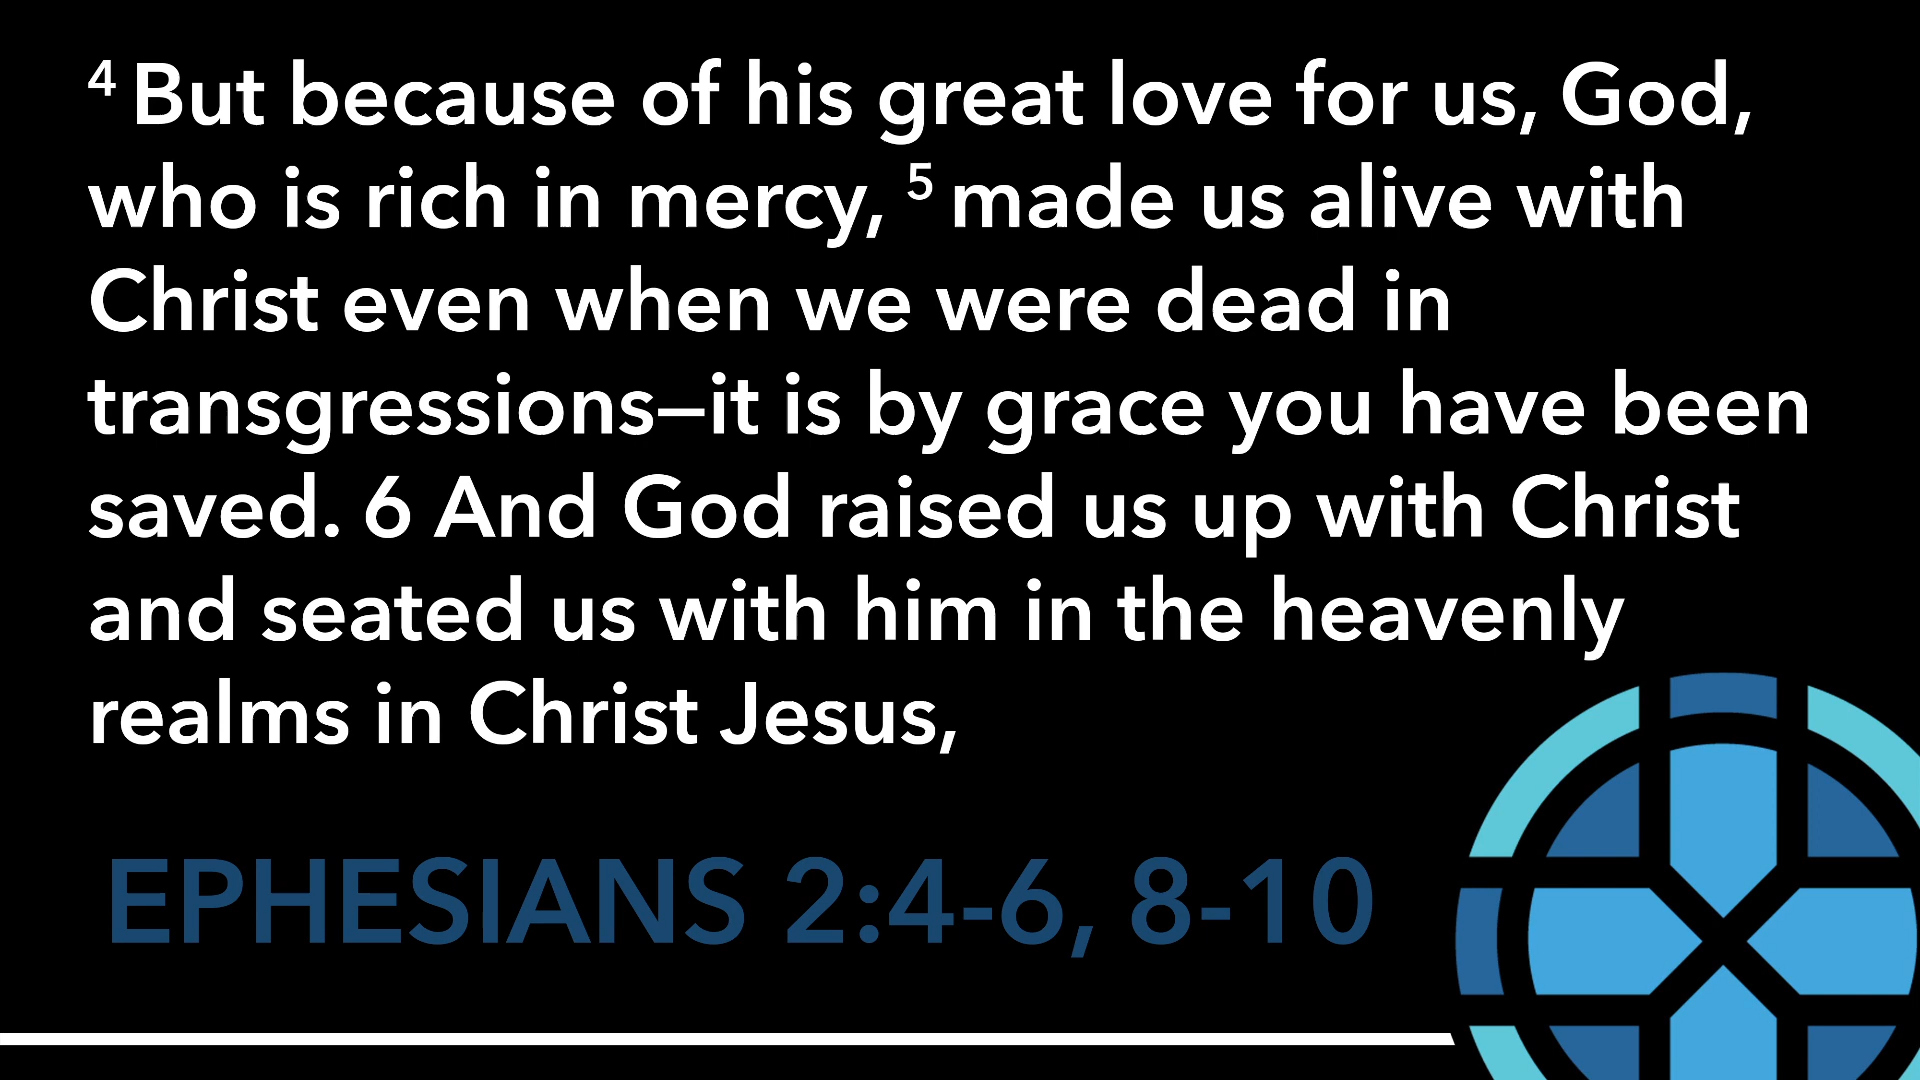 ⁴ But because of his great love for us, God,
who is rich in mercy, ⁵ made us alive with
Christ even when we were dead in
transgressions—it is by grace you have been
saved. 6 And God raised us up with Christ
and seated us with him in the heavenly
realms in Christ Jesus,
EPHESIANS 2:4-6, 8-10